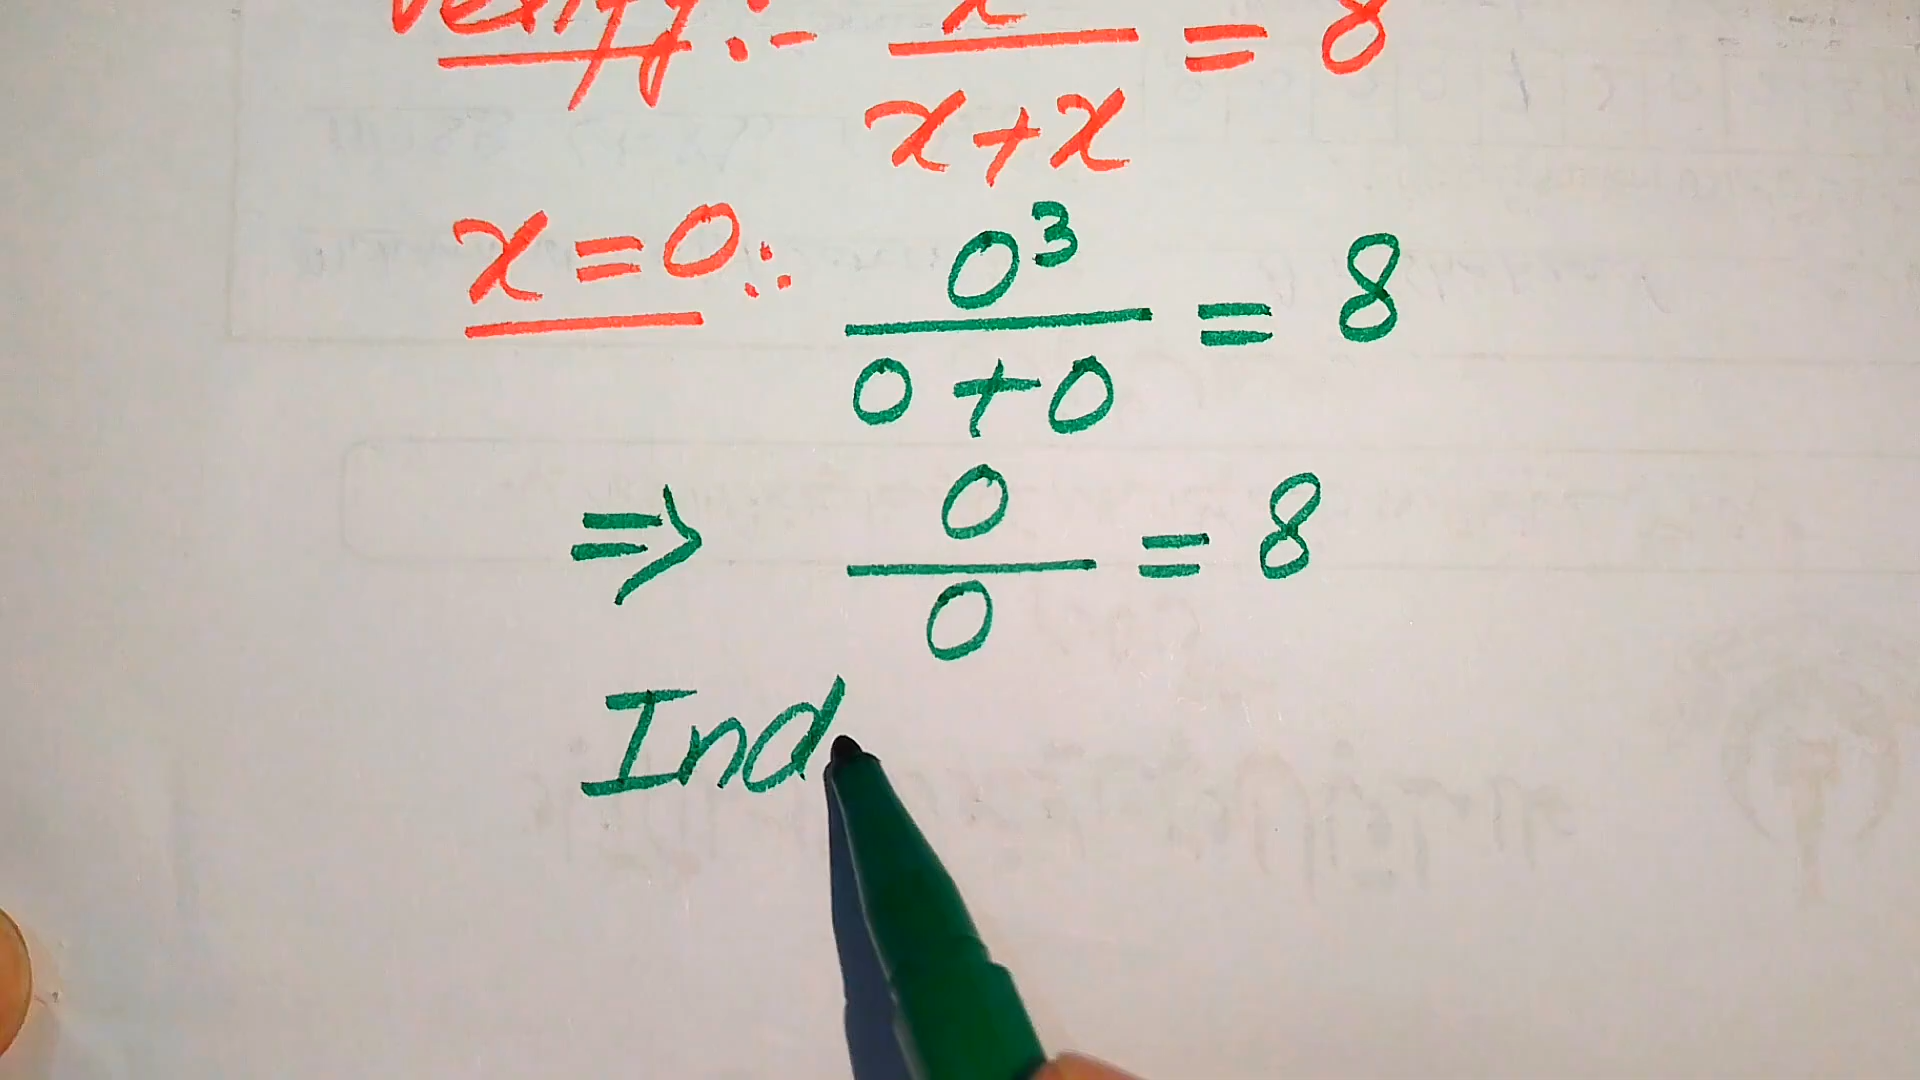 Verify :- x / x+x = 8
x=0 : 0³ / 0+0 = 8
⇒ 0/0 = 8
Ind